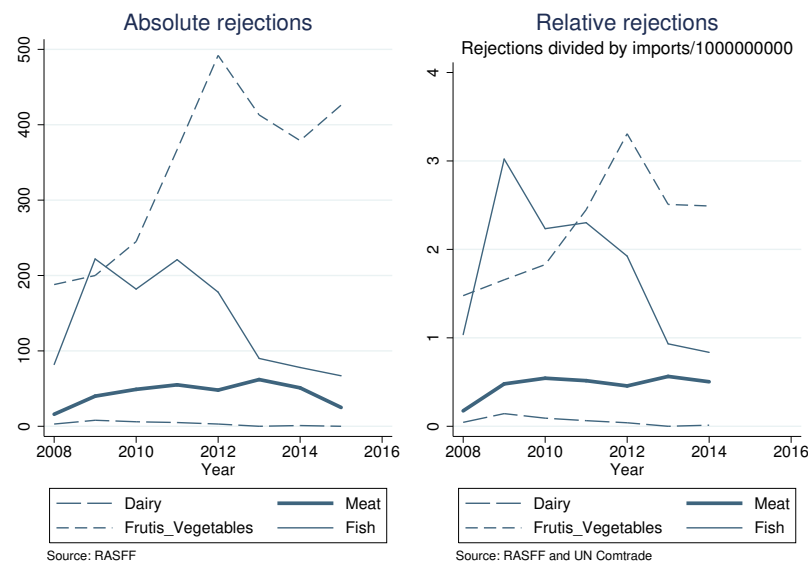 Absolute rejections
500
400
300
200
100
0
2008 2010 2012 2014 2016
Year
Dairy Meat
Frutis_Vegetables Fish
Source: RASFF
Relative rejections
Rejections divided by imports/1000000000
4
3
2
1
0
2008 2010 2012 2014 2016
Year
Dairy Meat
Frutis_Vegetables Fish
Source: RASFF and UN Comtrade